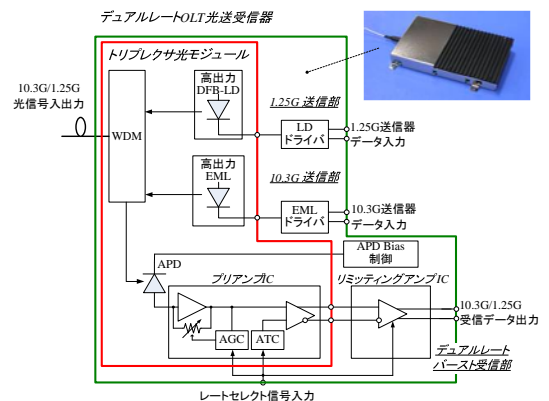 デュアルレートOLT光送受信器
トリプレクサ光モジュール
10.3G/1.25G
光信号入出力
WDM
高出力
DFB-LD
1.25G 送信部
LD
ドライバ
1.25G送信器
データ入力
高出力
EML
10.3G 送信部
EML
ドライバ
10.3G送信器
データ入力
APD
APD Bias
制御
プリアンプIC
リミッティングアンプIC
AGC
ATC
10.3G/1.25G
受信データ出力
デュアルレート
バースト受信部
レートセレクト信号入力